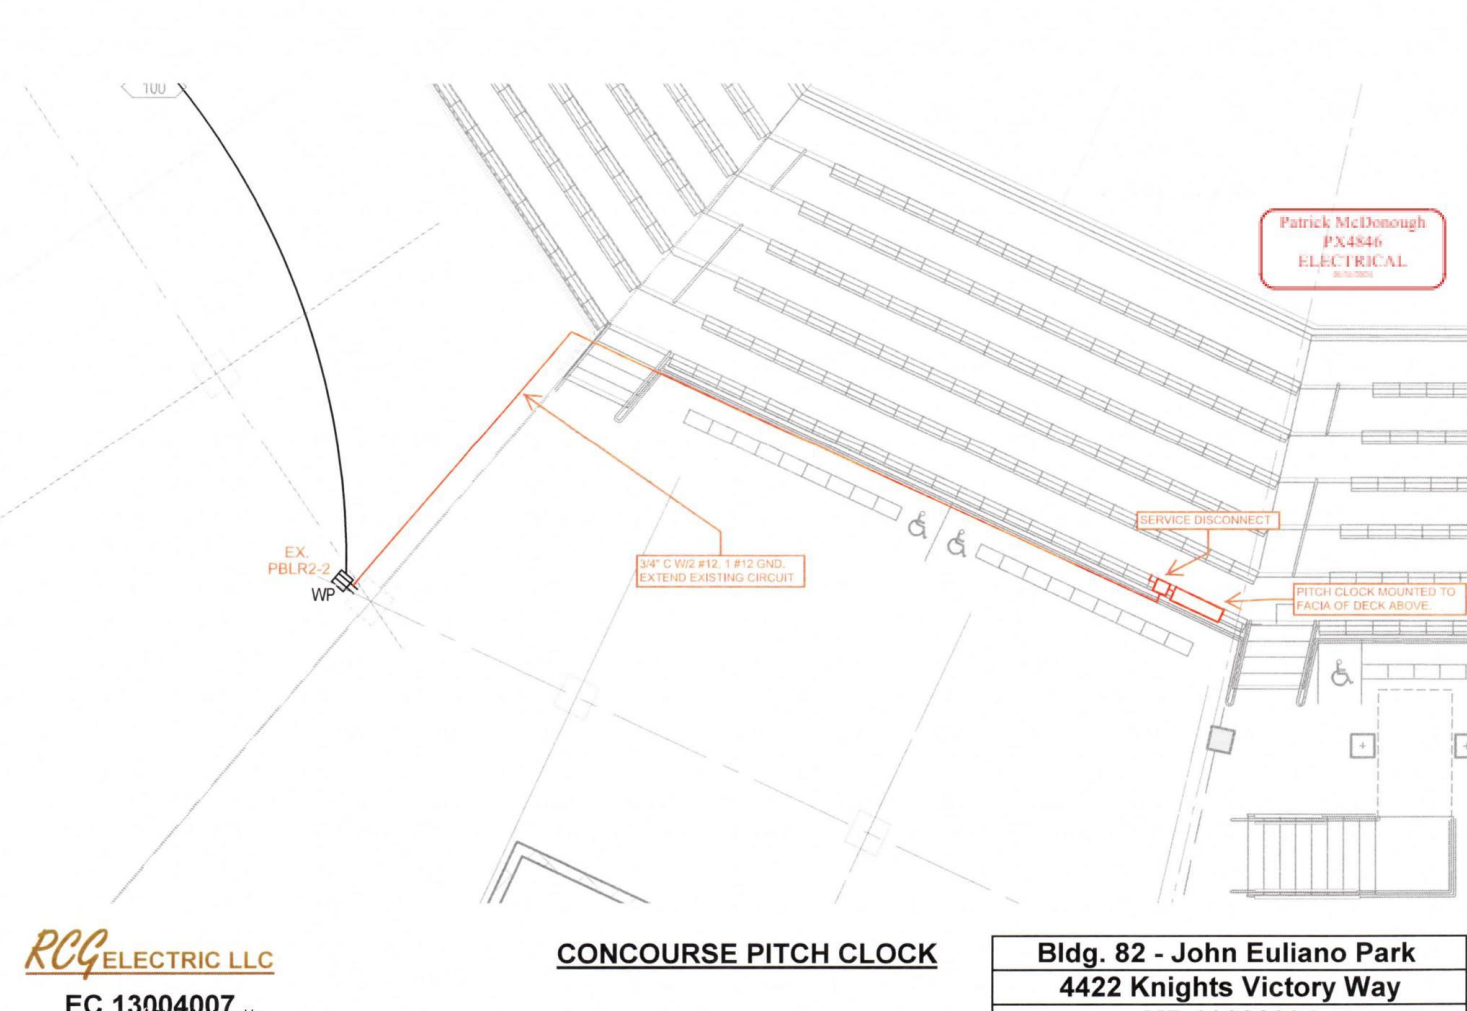 100
Patrick McDonough
PX4846
ELECTRICAL
SERVICE DISCONNECT
EX.
PBLR2-2
WP
3/4" C W/2 #12, 1 #12 GND.
EXTEND EXISTING CIRCUIT
PITCH CLOCK MOUNTED TO
FACIA OF DECK ABOVE.
RCG ELECTRIC LLC
EC 13004007
CONCOURSE PITCH CLOCK
Bldg. 82 - John Euliano Park
4422 Knights Victory Way